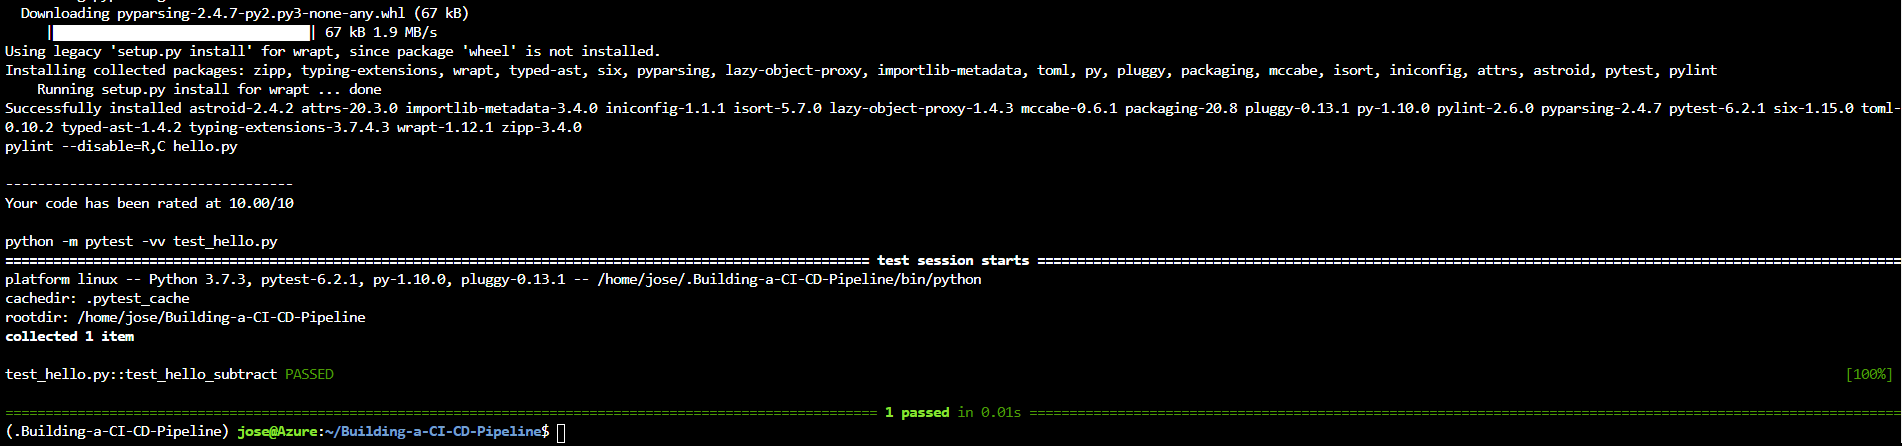 Downloading pyparsing-2.4.7-py2.py3-none-any.whl (67 kB)
|████████████████████████████████| 67 kB 1.9 MB/s
Using legacy 'setup.py install' for wrapt, since package 'wheel' is not installed.
Installing collected packages: zipp, typing-extensions, wrapt, typed-ast, six, pyparsing, lazy-object-proxy, importlib-metadata, toml, py, pluggy, packaging, mccabe, isort, iniconfig, attrs, astroid, pytest, pylint
Running setup.py install for wrapt ... done
Successfully installed astroid-2.4.2 attrs-20.3.0 importlib-metadata-3.4.0 iniconfig-1.1.1 isort-5.7.0 lazy-object-proxy-1.4.3 mccabe-0.6.1 packaging-20.8 pluggy-0.13.1 py-1.10.0 pylint-2.6.0 pyparsing-2.4.7 pytest-6.2.1 six-1.15.0 toml-
0.10.2 typed-ast-1.4.2 typing-extensions-3.7.4.3 wrapt-1.12.1 zipp-3.4.0
pylint --disable=R,C hello.py
------------------------------------
Your code has been rated at 10.00/10
python -m pytest -vv test_hello.py
=============== test session starts ===============
platform linux -- Python 3.7.3, pytest-6.2.1, py-1.10.0, pluggy-0.13.1 -- /home/jose/.Building-a-CI-CD-Pipeline/bin/python
cachedir: .pytest_cache
rootdir: /home/jose/Building-a-CI-CD-Pipeline
collected 1 item
test_hello.py::test_hello_subtract PASSED [100%]
=============== 1 passed in 0.01s ===============
(.Building-a-CI-CD-Pipeline) jose@Azure:~/Building-a-CI-CD-Pipeline$